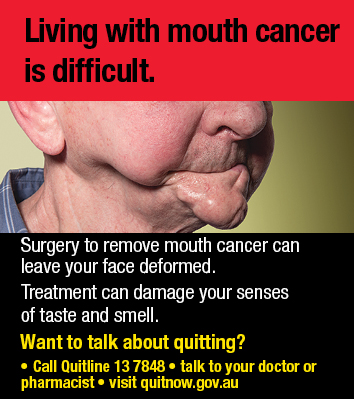 Living with mouth cancer
is difficult.
Surgery to remove mouth cancer can
leave your face deformed.
Treatment can damage your senses
of taste and smell.
Want to talk about quitting?
• Call Quitline 13 7848 • talk to your doctor or
pharmacist • visit quitnow.gov.au